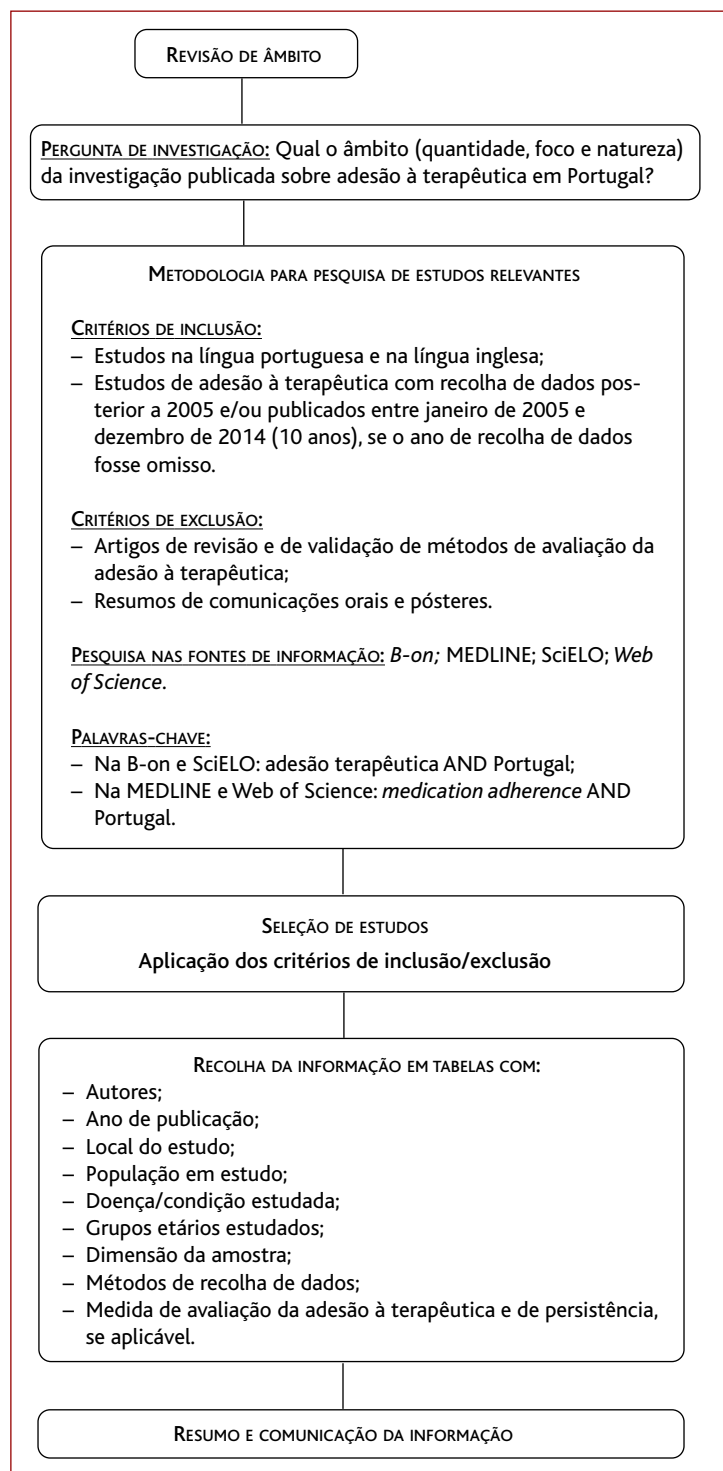 REVISÃO DE ÂMBITO
PERGUNTA DE INVESTIGAÇÃO: Qual o âmbito (quantidade, foco e natureza)
da investigação publicada sobre adesão à terapêutica em Portugal?
METODOLOGIA PARA PESQUISA DE ESTUDOS RELEVANTES
CRITÉRIOS DE INCLUSÃO:
– Estudos na língua portuguesa e na língua inglesa;
– Estudos de adesão à terapêutica com recolha de dados pos-
terior a 2005 e/ou publicados entre janeiro de 2005 e
dezembro de 2014 (10 anos), se o ano de recolha de dados
fosse omisso.
CRITÉRIOS DE EXCLUSÃO:
– Artigos de revisão e de validação de métodos de avaliação da
adesão à terapêutica;
– Resumos de comunicações orais e pósteres.
PESQUISA NAS FONTES DE INFORMAÇÃO: B-on; MEDLINE; SciELO; Web
of Science.
PALAVRAS-CHAVE:
– Na B-on e SciELO: adesão terapêutica AND Portugal;
– Na MEDLINE e Web of Science: medication adherence AND
Portugal.
SELEÇÃO DE ESTUDOS
Aplicação dos critérios de inclusão/exclusão
RECOLHA DA INFORMAÇÃO EM TABELAS COM:
– Autores;
– Ano de publicação;
– Local do estudo;
– População em estudo;
– Doença/condição estudada;
– Grupos etários estudados;
– Dimensão da amostra;
– Métodos de recolha de dados;
– Medida de avaliação da adesão à terapêutica e de persistência,
se aplicável.
RESUMO E COMUNICAÇÃO DA INFORMAÇÃO